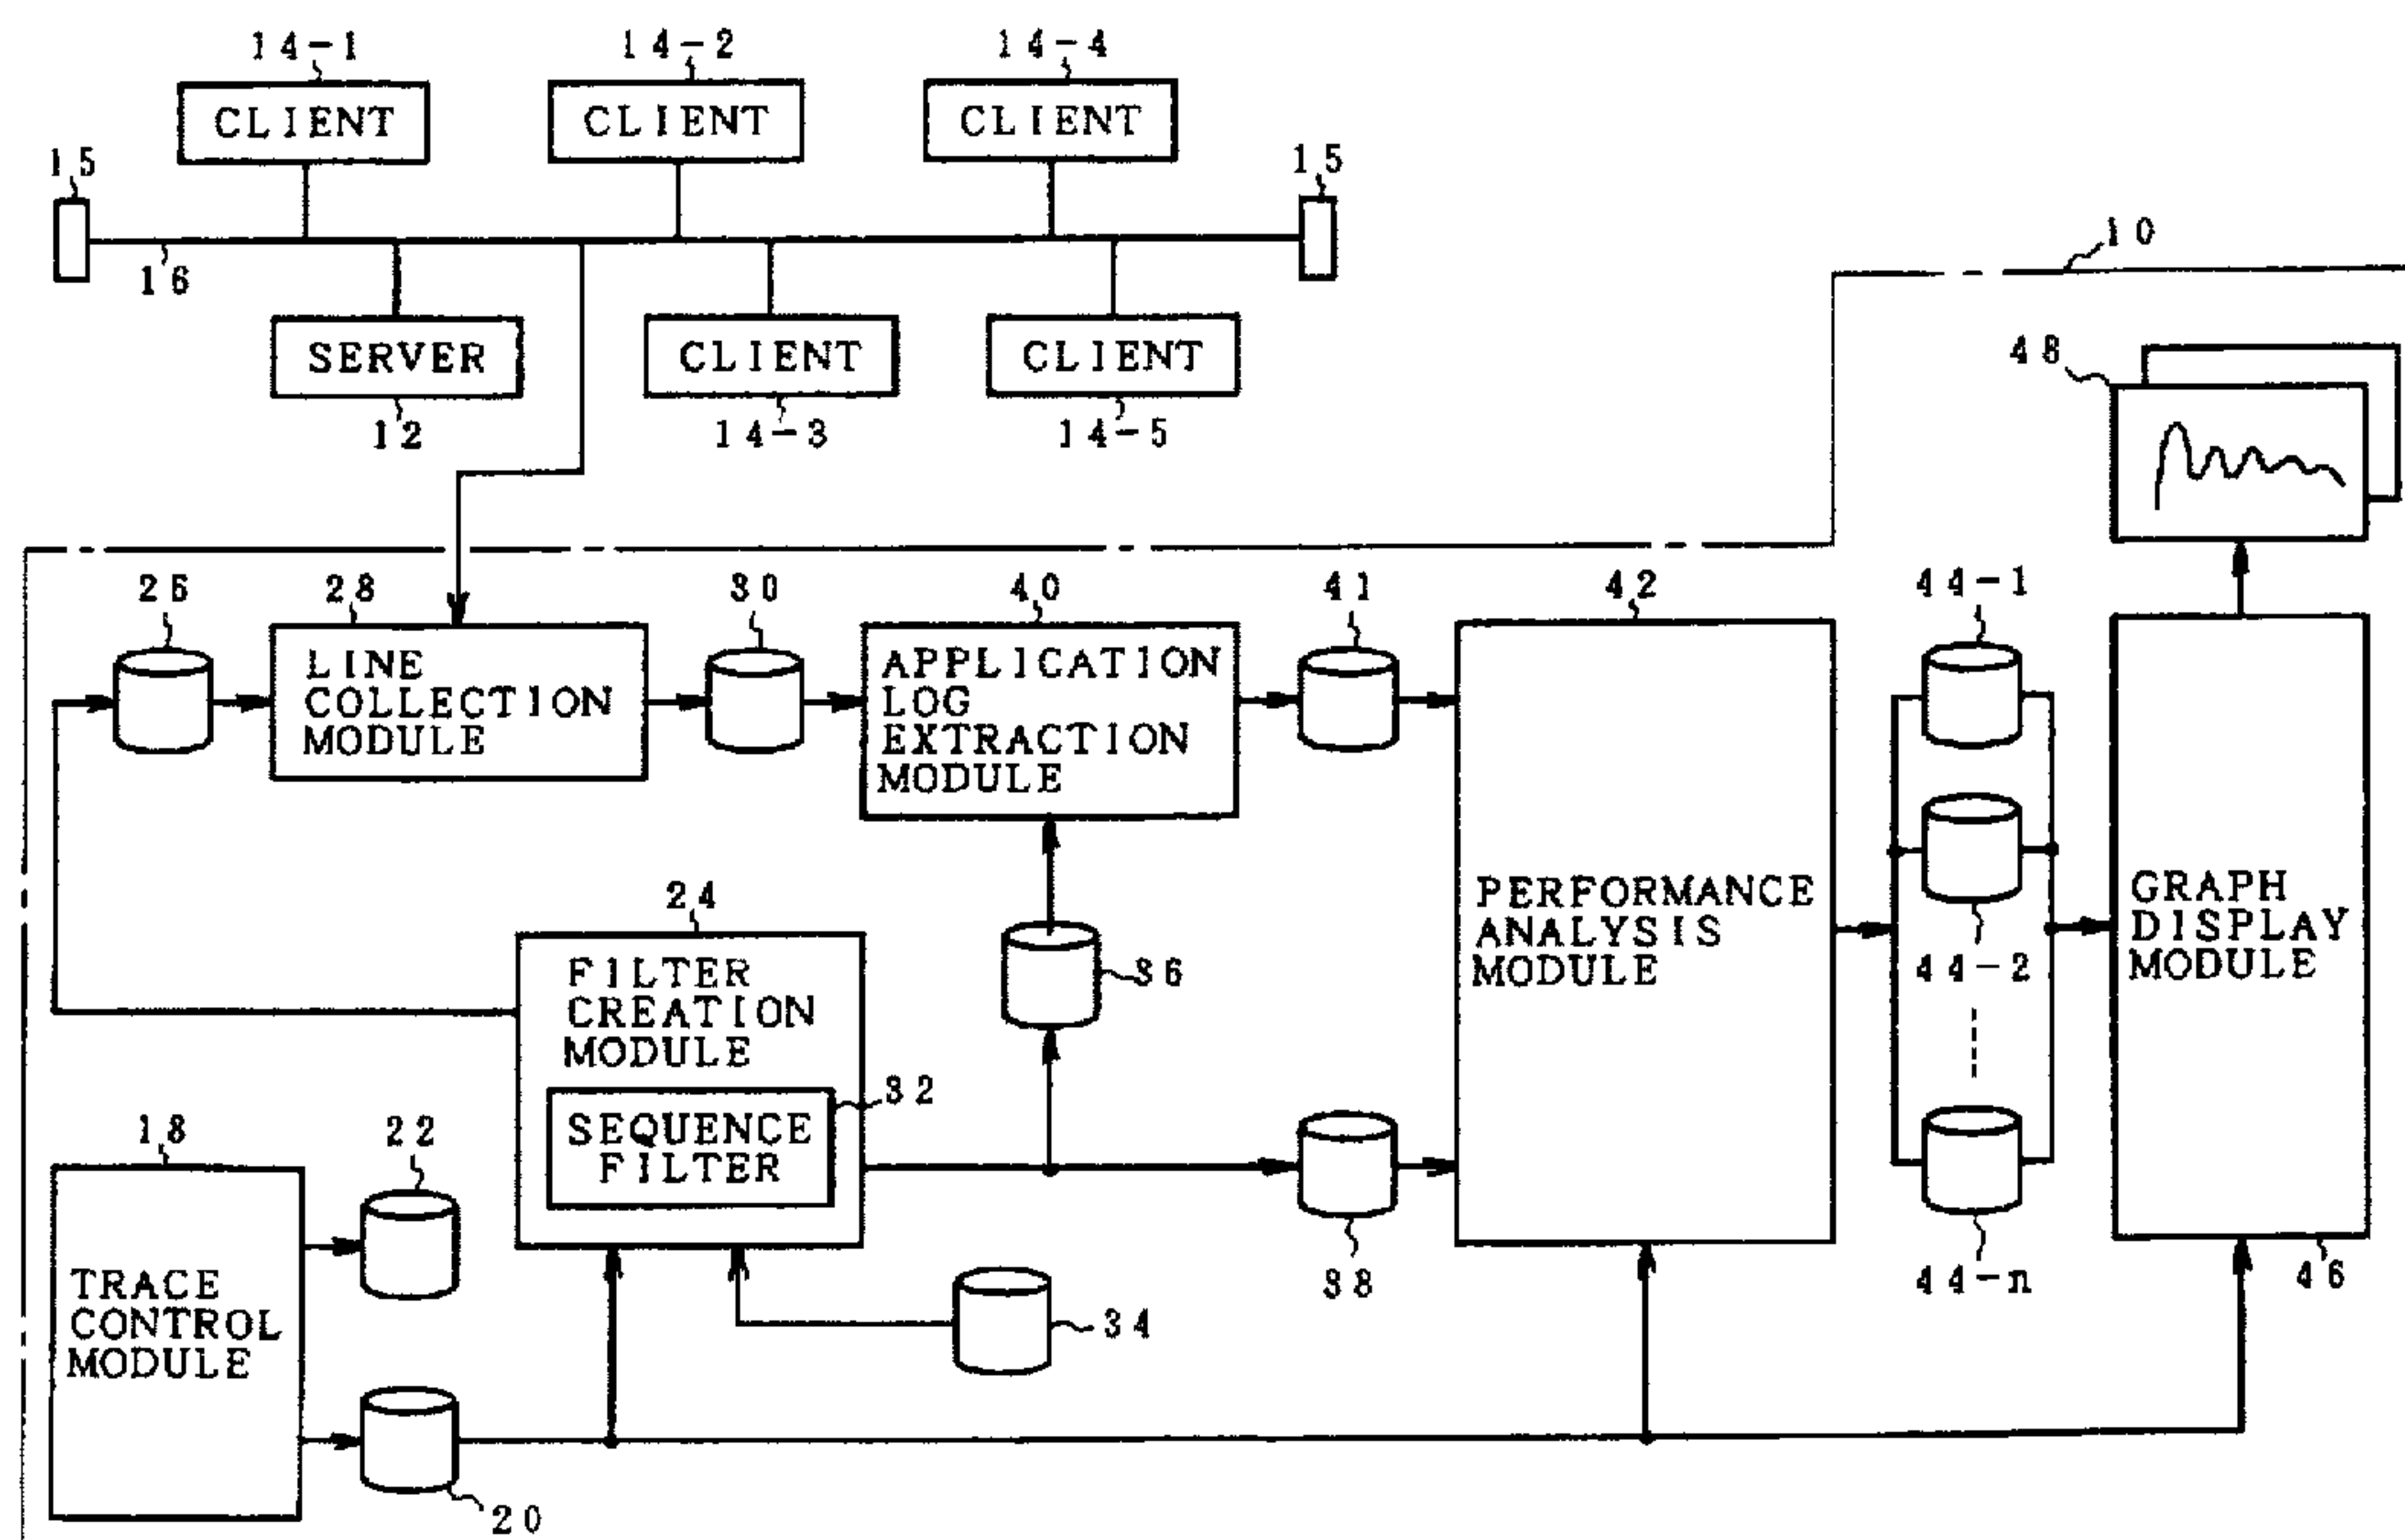 14-1
14-2
14-4
CLIENT
CLIENT
CLIENT
15
15
16
10
SERVER
CLIENT
CLIENT
12
14-3
14-5
48
26
28
30
40
41
42
44-1
LINE
COLLECTION
MODULE
APPLICATION
LOG
EXTRACTION
MODULE
24
36
FILTER
CREATION
MODULE
PERFORMANCE
ANALYSIS
MODULE
44-2
GRAPH
DISPLAY
MODULE
32
SEQUENCE
FILTER
18
22
38
44-n
46
TRACE
CONTROL
MODULE
34
20